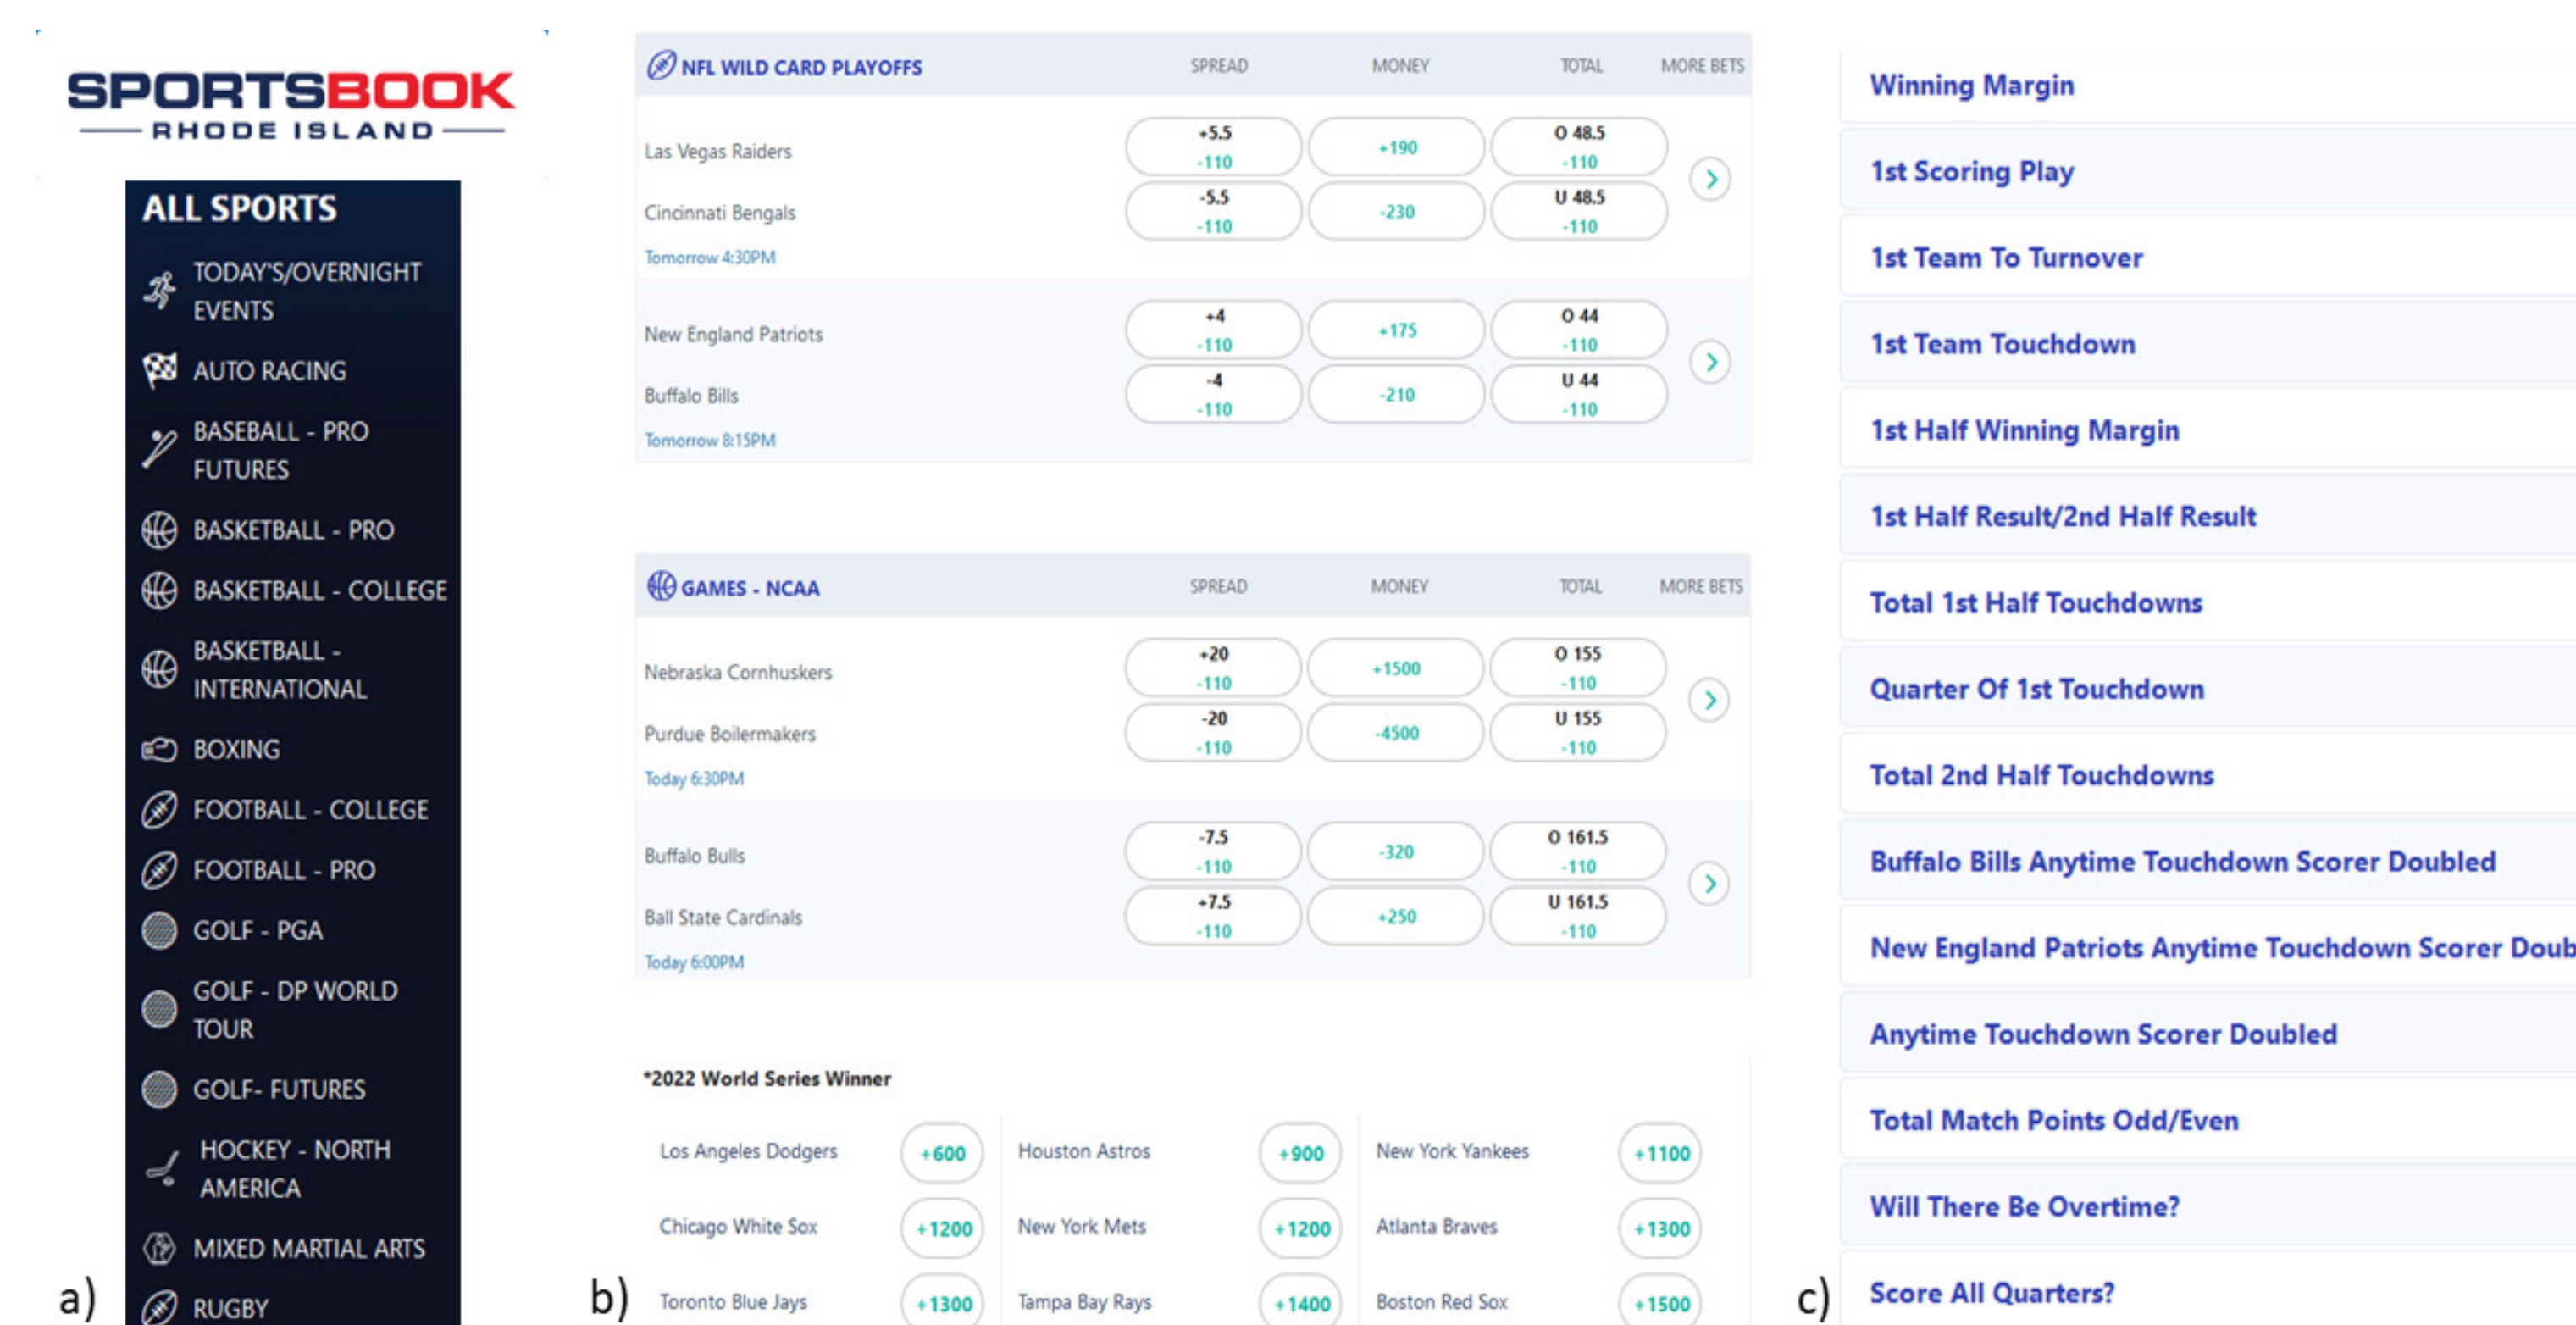 SPORTSBOOK
RHODE ISLAND
ALL SPORTS
TODAY'S/OVERNIGHT
EVENTS
AUTO RACING
BASEBALL - PRO
FUTURES
BASKETBALL - PRO
BASKETBALL - COLLEGE
BASKETBALL -
INTERNATIONAL
BOXING
FOOTBALL - COLLEGE
FOOTBALL - PRO
GOLF - PGA
GOLF - DP WORLD
TOUR
GOLF- FUTURES
HOCKEY - NORTH
AMERICA
MIXED MARTIAL ARTS
RUGBY
a)
NFL WILD CARD PLAYOFFS SPREAD MONEY TOTAL MORE BETS
+5.5 O 48.5
Las Vegas Raiders +190
-110 -110
-5.5 U 48.5
Cincinnati Bengals -230
-110 -110
Tomorrow 4:30PM
+4 O 44
New England Patriots +175
-110 -110
-4 U 44
Buffalo Bills -210
-110 -110
Tomorrow 8:15PM
GAMES - NCAA SPREAD MONEY TOTAL MORE BETS
+20 O 155
Nebraska Cornhuskers +1500
-110 -110
-20 U 155
Purdue Boilermakers -4500
-110 -110
Today 6:30PM
-7.5 O 161.5
Buffalo Bulls -320
-110 -110
+7.5 U 161.5
Ball State Cardinals +250
-110 -110
Today 6:00PM
*2022 World Series Winner
Los Angeles Dodgers +600 Houston Astros +900 New York Yankees +1100
Chicago White Sox +1200 New York Mets +1200 Atlanta Braves +1300
Toronto Blue Jays +1300 Tampa Bay Rays +1400 Boston Red Sox +1500
b)
Winning Margin
1st Scoring Play
1st Team To Turnover
1st Team Touchdown
1st Half Winning Margin
1st Half Result/2nd Half Result
Total 1st Half Touchdowns
Quarter Of 1st Touchdown
Total 2nd Half Touchdowns
Buffalo Bills Anytime Touchdown Scorer Doubled
New England Patriots Anytime Touchdown Scorer Doub
Anytime Touchdown Scorer Doubled
Total Match Points Odd/Even
Will There Be Overtime?
Score All Quarters?
c)